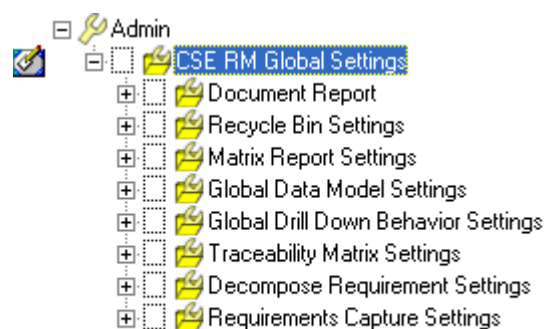 Admin
CSE RM Global Settings
Document Report
Recycle Bin Settings
Matrix Report Settings
Global Data Model Settings
Global Drill Down Behavior Settings
Traceability Matrix Settings
Decompose Requirement Settings
Requirements Capture Settings